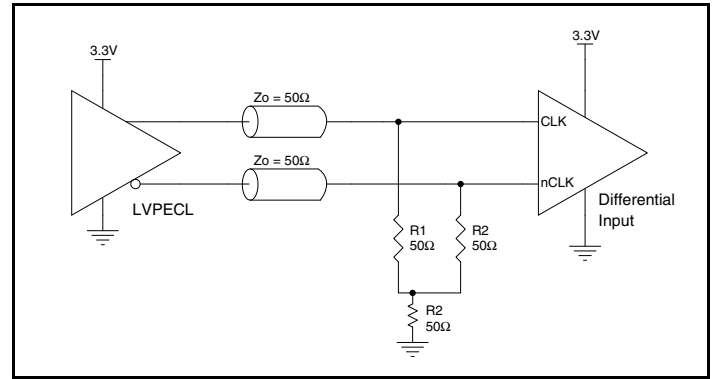 3.3V
3.3V
Zo = 50Ω
CLK
Zo = 50Ω
nCLK
LVPECL
Differential
Input
R1
50Ω
R2
50Ω
R2
50Ω